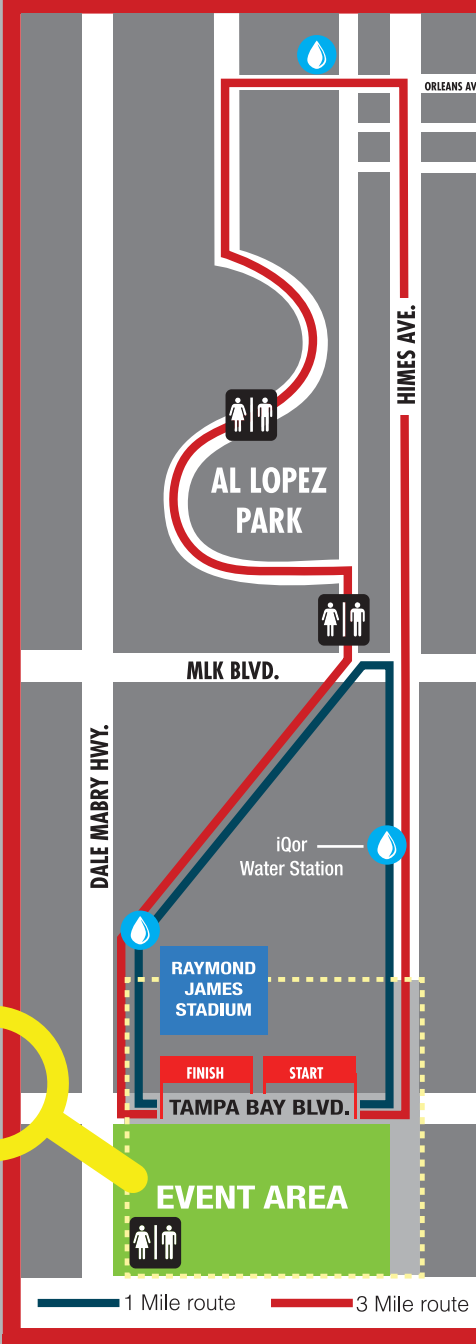 ORLEANS AV
HIMES AVE.
AL LOPEZ
PARK
MLK BLVD.
DALE MABRY HWY.
iQor
Water Station
RAYMOND
JAMES
STADIUM
FINISH
START
TAMPA BAY BLVD.
EVENT AREA
1 Mile route
3 Mile route